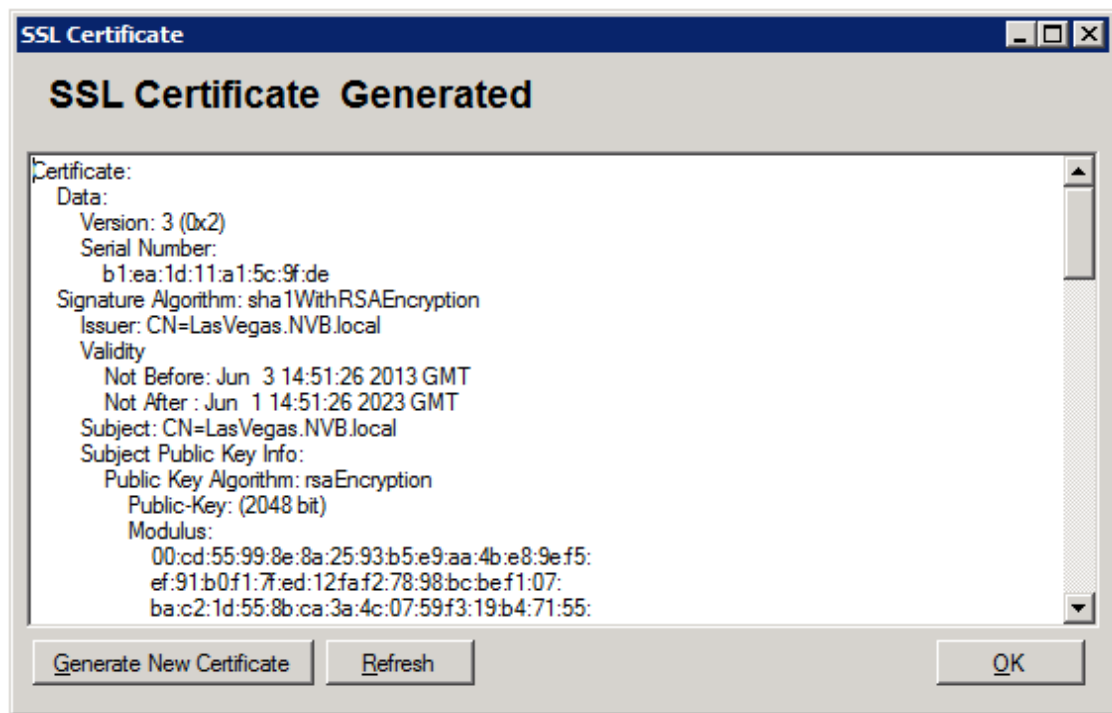 SSL Certificate
SSL Certificate Generated
Certificate:
Data:
Version: 3 (0x2)
Serial Number:
b1:ea:1d:11:a1:5c:9f:de
Signature Algorithm: sha1WithRSAEncryption
Issuer: CN=LasVegas.NVB.local
Validity
Not Before: Jun  3 14:51:26 2013 GMT
Not After : Jun  1 14:51:26 2023 GMT
Subject: CN=LasVegas.NVB.local
Subject Public Key Info:
Public Key Algorithm: rsaEncryption
Public-Key: (2048 bit)
Modulus:
00:cd:55:99:8e:8a:25:93:b5:e9:aa:4b:e8:9e:f5:
ef:91:b0:f1:7f:ed:12:fa:f2:78:98:bc:be:f1:07:
ba:c2:1d:55:8b:ca:3a:4c:07:59:f3:19:b4:71:55:
Generate New Certificate Refresh OK